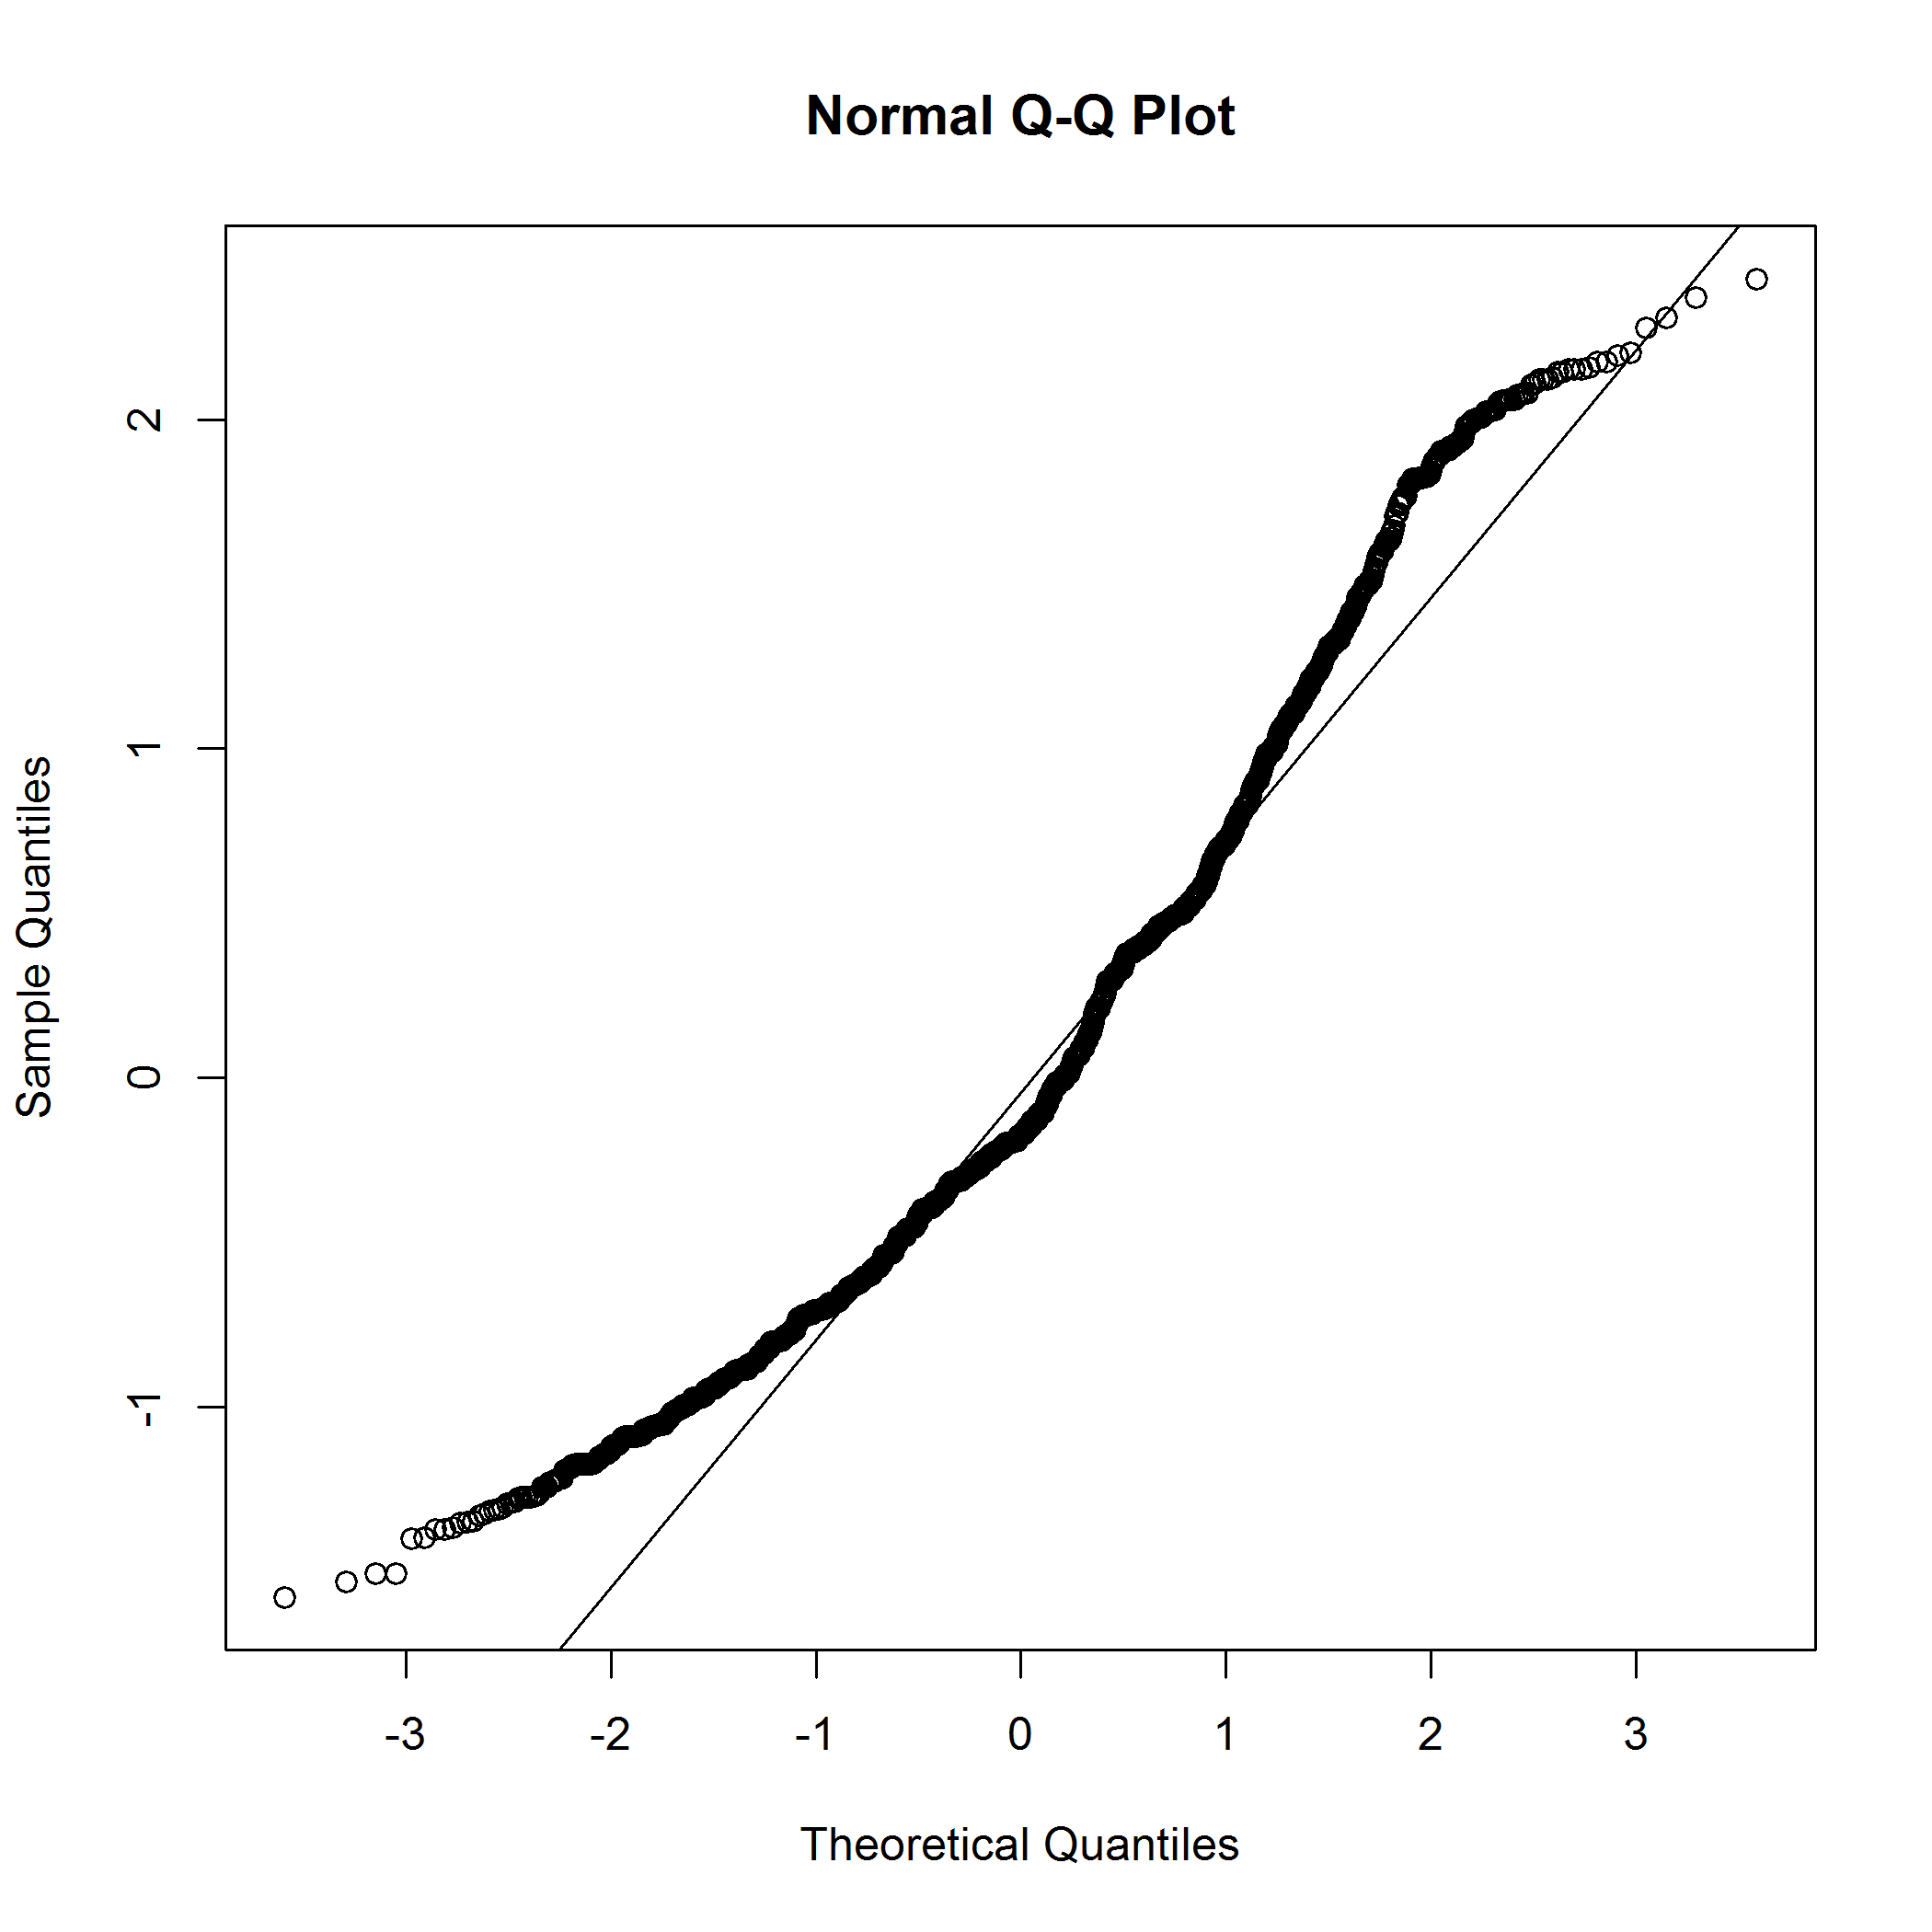 Normal Q-Q Plot
Sample Quantiles
2
1
0
-1
-3 -2 -1 0 1 2 3
Theoretical Quantiles